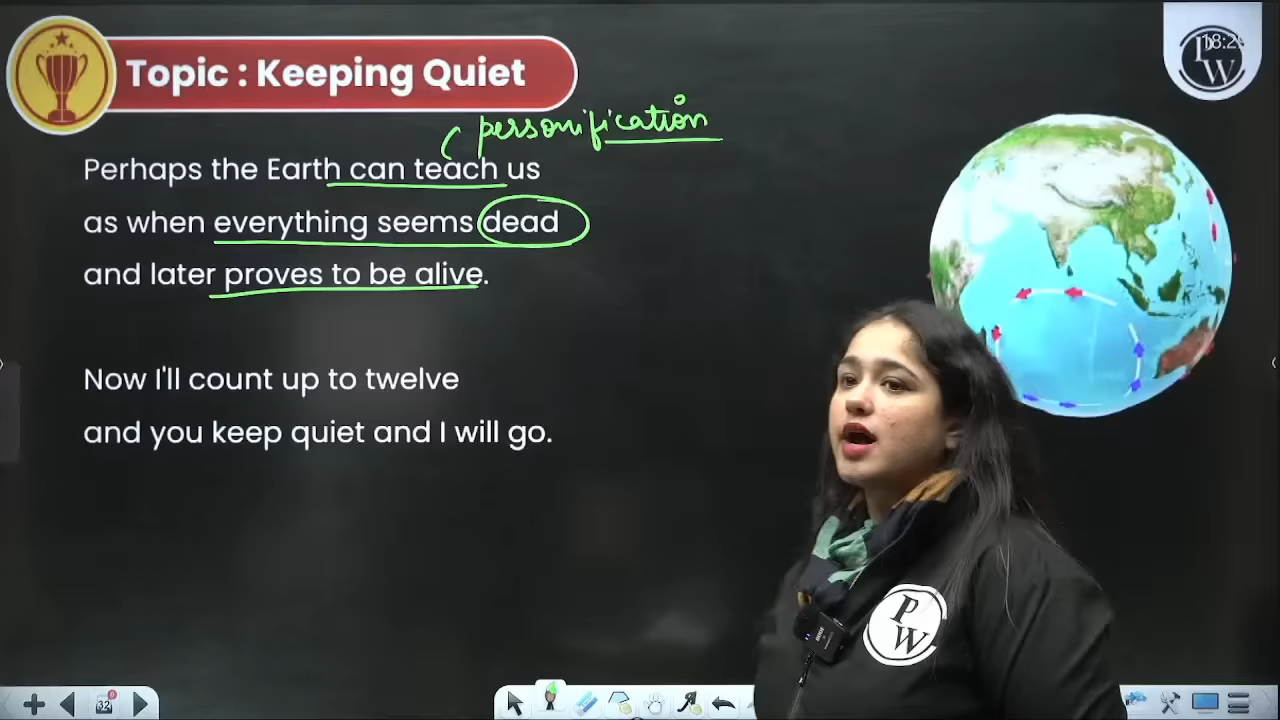 Topic : Keeping Quiet
personification
Perhaps the Earth can teach us
as when everything seems dead
and later proves to be alive.
Now I'll count up to twelve
and you keep quiet and I will go.
PW
PW
32